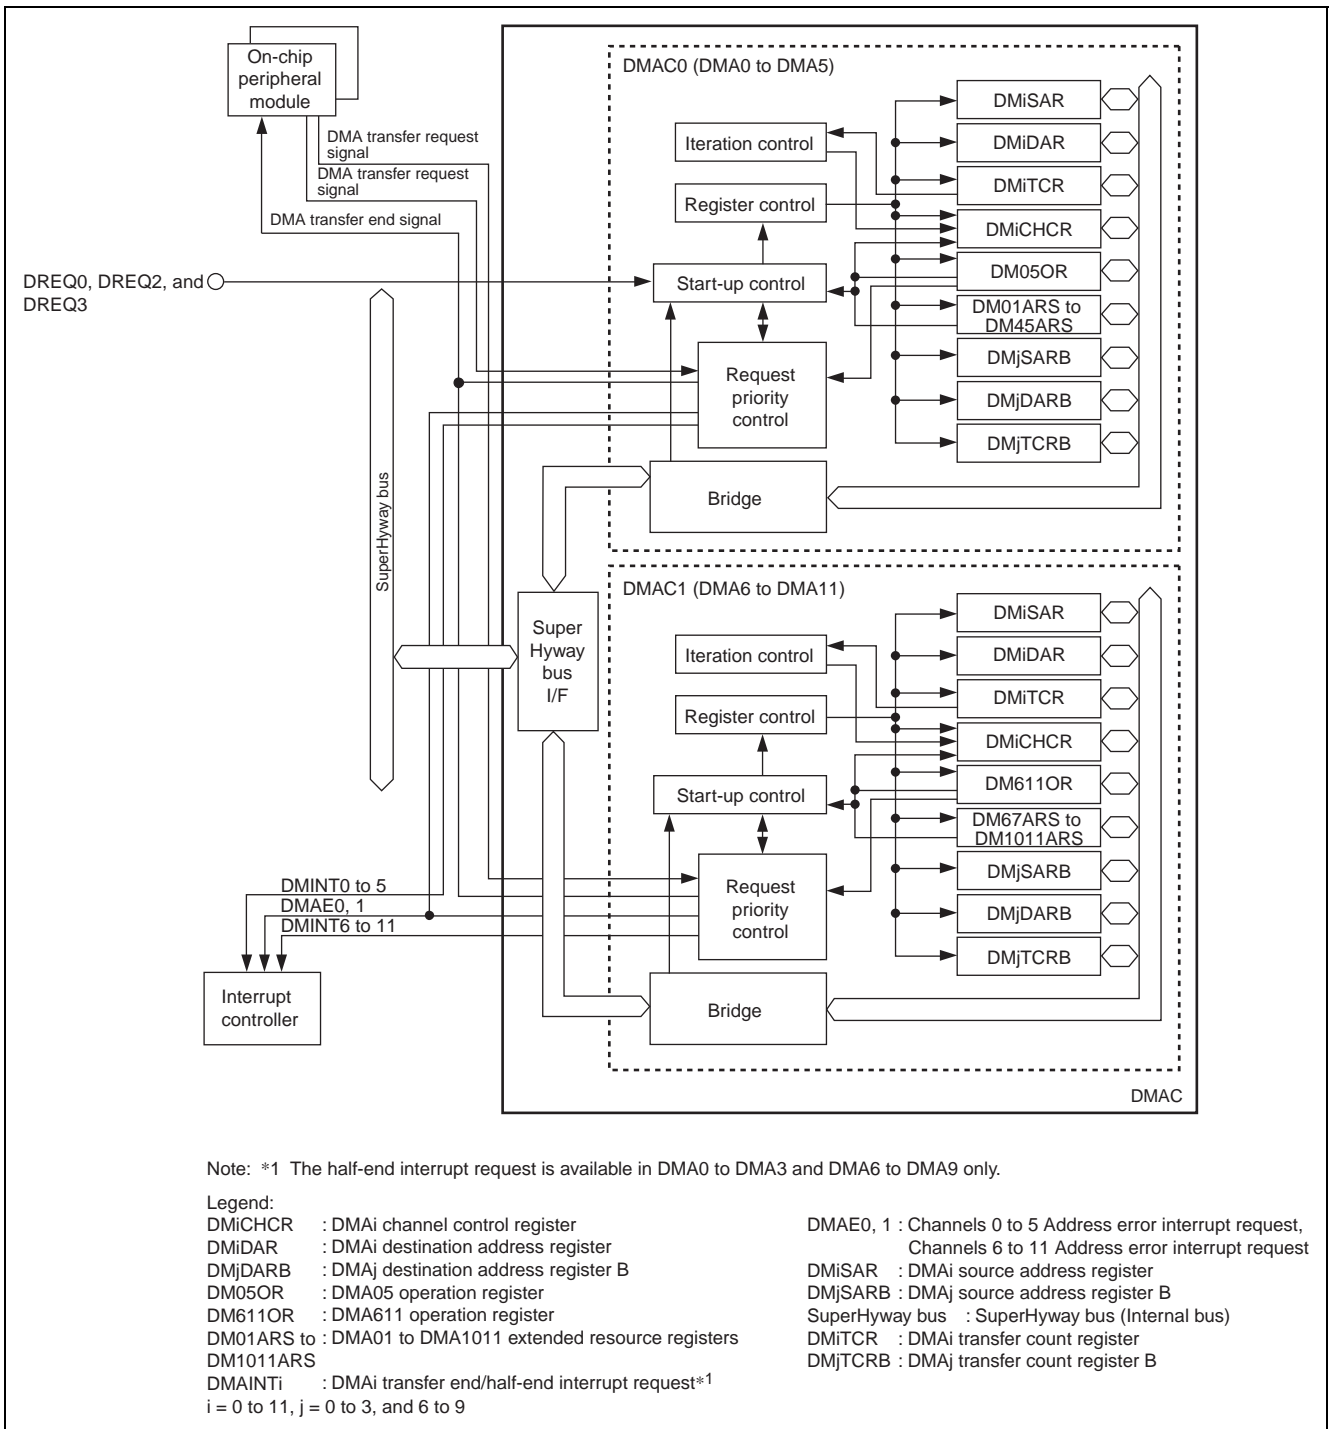 On-chip
peripheral
module
DMA transfer request
signal
DMA transfer request
signal
DMA transfer end signal
DREQ0, DREQ2, and
DREQ3
SuperHyway bus
DMAC0 (DMA0 to DMA5)
Iteration control
Register control
Start-up control
Request
priority
control
Bridge
DMiSAR
DMiDAR
DMiTCR
DMiCHCR
DM05OR
DM01ARS to
DM45ARS
DMjSARB
DMjDARB
DMjTCRB
Super
Hyway
bus
I/F
DMAC1 (DMA6 to DMA11)
Iteration control
Register control
Start-up control
Request
priority
control
Bridge
DMiSAR
DMiDAR
DMiTCR
DMiCHCR
DM611OR
DM67ARS to
DM1011ARS
DMjSARB
DMjDARB
DMjTCRB
DMINT0 to 5
DMAE0, 1
DMINT6 to 11
Interrupt
controller
DMAC
Note: *1 The half-end interrupt request is available in DMA0 to DMA3 and DMA6 to DMA9 only.
Legend:
DMiCHCR : DMAi channel control register
DMiDAR : DMAi destination address register
DMjDARB : DMAj destination address register B
DM05OR : DMA05 operation register
DM611OR : DMA611 operation register
DM01ARS to : DMA01 to DMA1011 extended resource registers
DM1011ARS
DMAINTi : DMAi transfer end/half-end interrupt request*1
i = 0 to 11, j = 0 to 3, and 6 to 9
DMAE0, 1 : Channels 0 to 5 Address error interrupt request,
Channels 6 to 11 Address error interrupt request
DMiSAR : DMAi source address register
DMjSARB : DMAj source address register B
SuperHyway bus : SuperHyway bus (Internal bus)
DMiTCR : DMAi transfer count register
DMjTCRB : DMAj transfer count register B